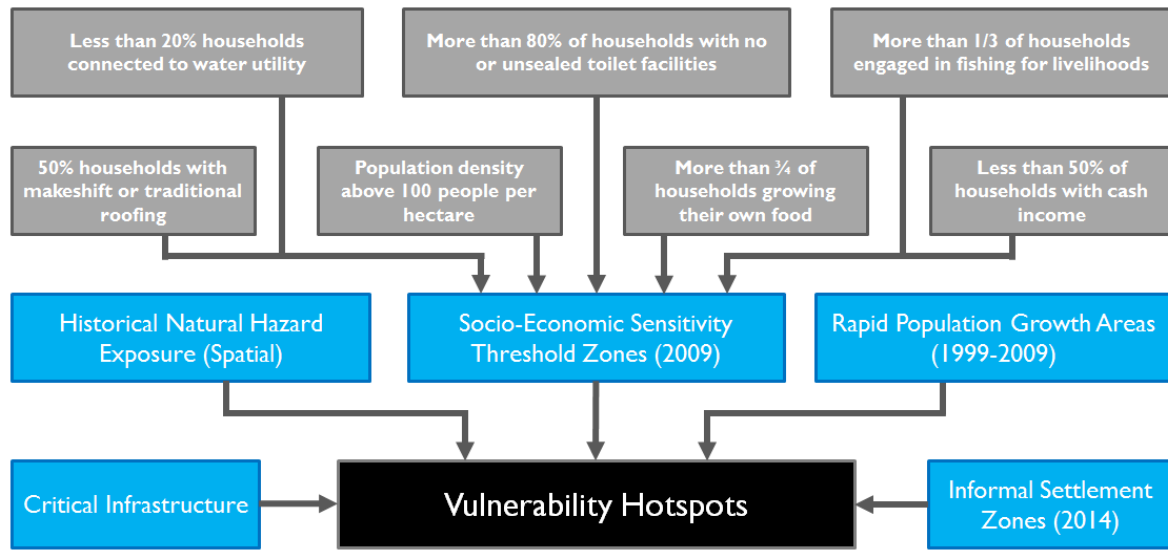 Less than 20% households
connected to water utility
More than 80% of households with no
or unsealed toilet facilities
More than 1/3 of households
engaged in fishing for livelihoods
50% households with
makeshift or traditional
roofing
Population density
above 100 people per
hectare
More than ¾ of
households growing
their own food
Less than 50% of
households with cash
income
Historical Natural Hazard
Exposure (Spatial)
Socio-Economic Sensitivity
Threshold Zones (2009)
Rapid Population Growth Areas
(1999-2009)
Critical Infrastructure
Vulnerability Hotspots
Informal Settlement
Zones (2014)